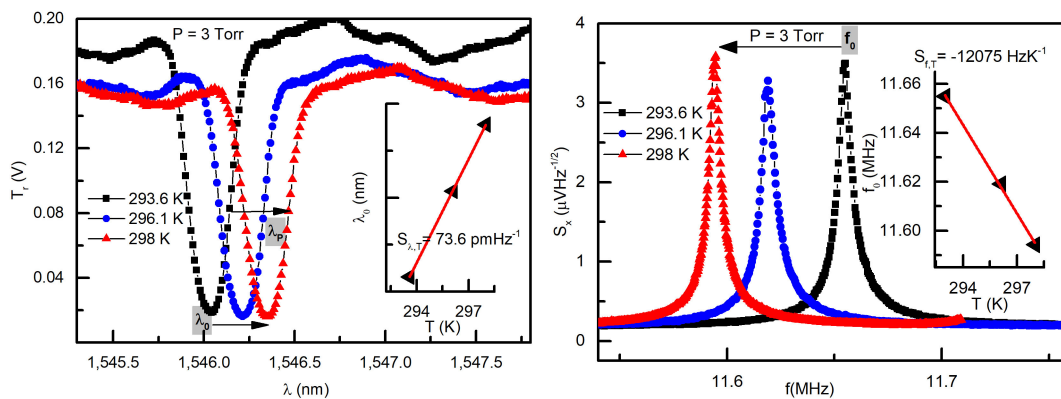 0.20
0.16
0.12
0.08
0.04
T_r (V)
P = 3 Torr
293.6 K
296.1 K
298 K
λ_P
λ_0
λ_0 (nm)
S_λ,T= 73.6 pmHz^-1
294 297
T (K)
1,545.5 1,546.0 1,546.5 1,547.0 1,547.5
λ (nm)
4
3
2
1
0
S_x (µVHz^-1/2)
P = 3 Torr
f_0
293.6 K
296.1 K
298 K
S_f,T= -12075 HzK^-1
11.66
11.64
11.62
11.60
f_0 (MHz)
294 297
T (K)
11.6 11.7
f(MHz)